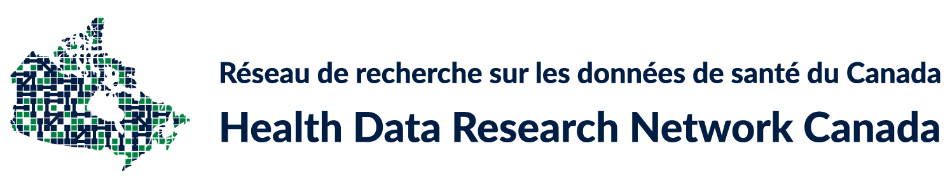 Réseau de recherche sur les données de santé du Canada
Health Data Research Network Canada